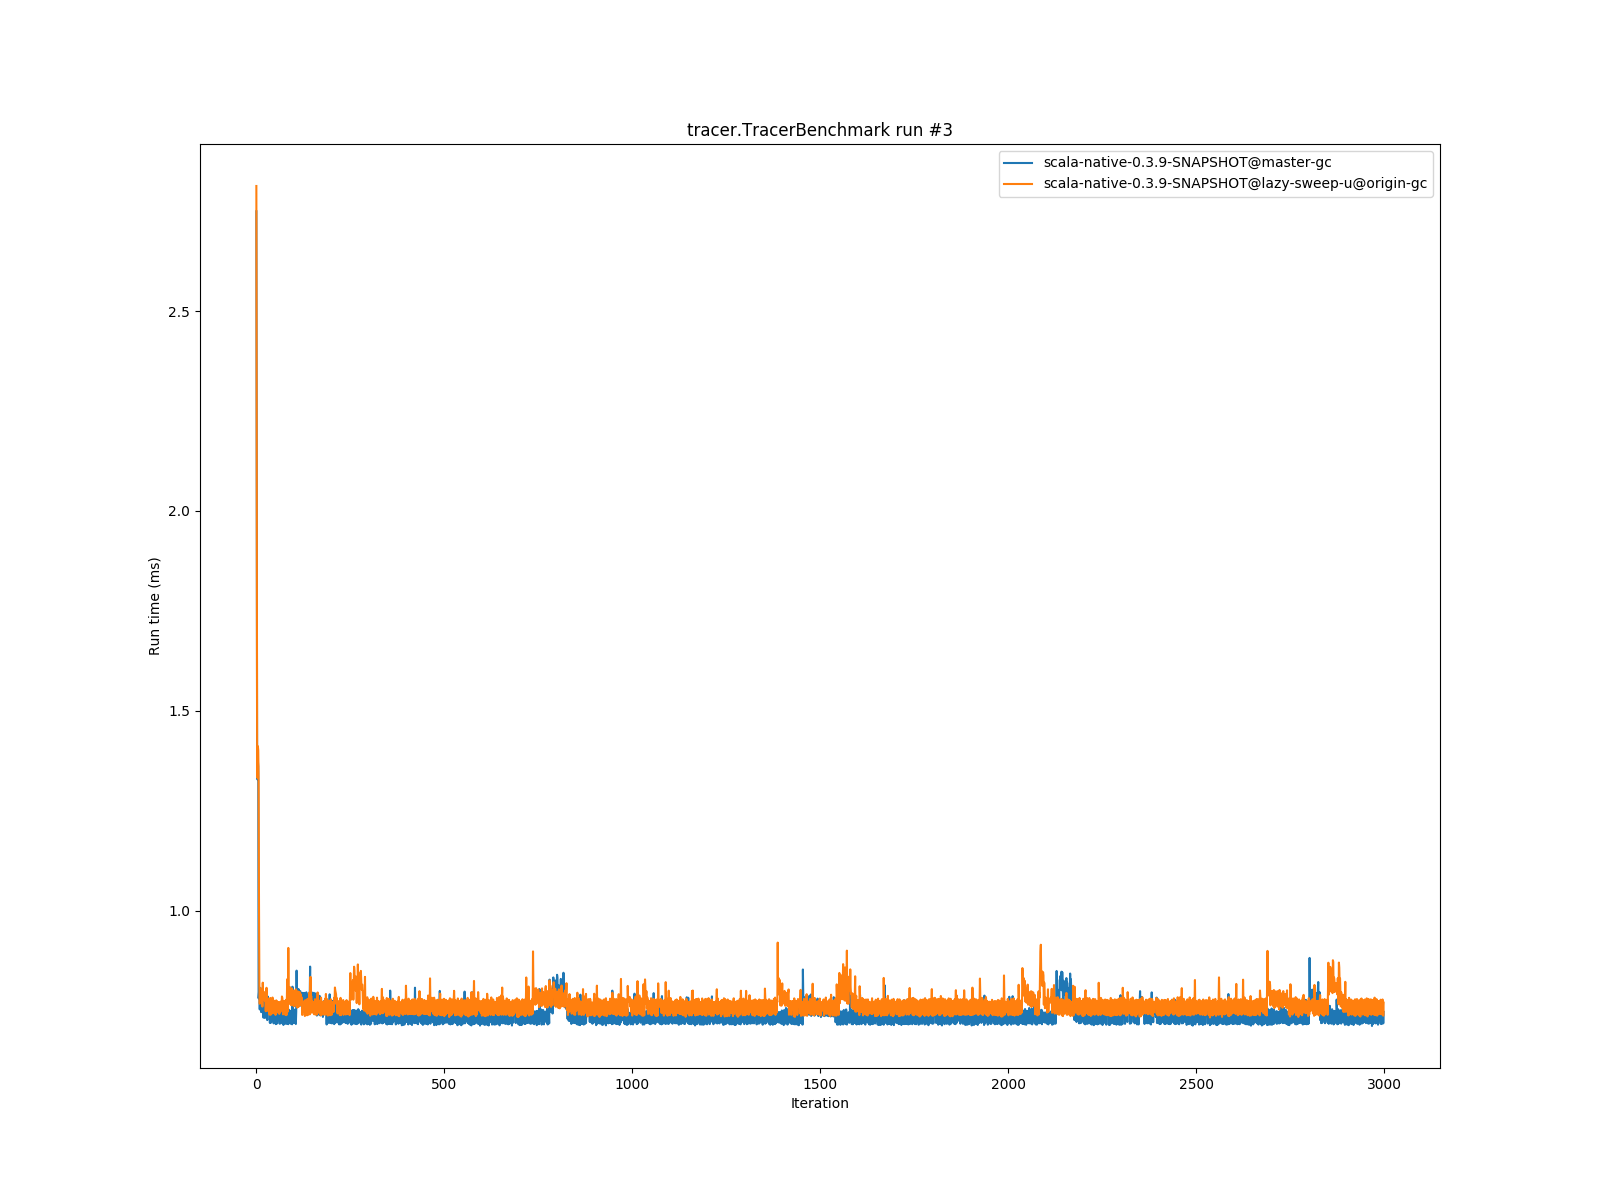 tracer.TracerBenchmark run #3
scala-native-0.3.9-SNAPSHOT@master-gc
scala-native-0.3.9-SNAPSHOT@lazy-sweep-u@origin-gc
2.5
2.0
1.5
1.0
Run time (ms)
0 500 1000 1500 2000 2500 3000
Iteration